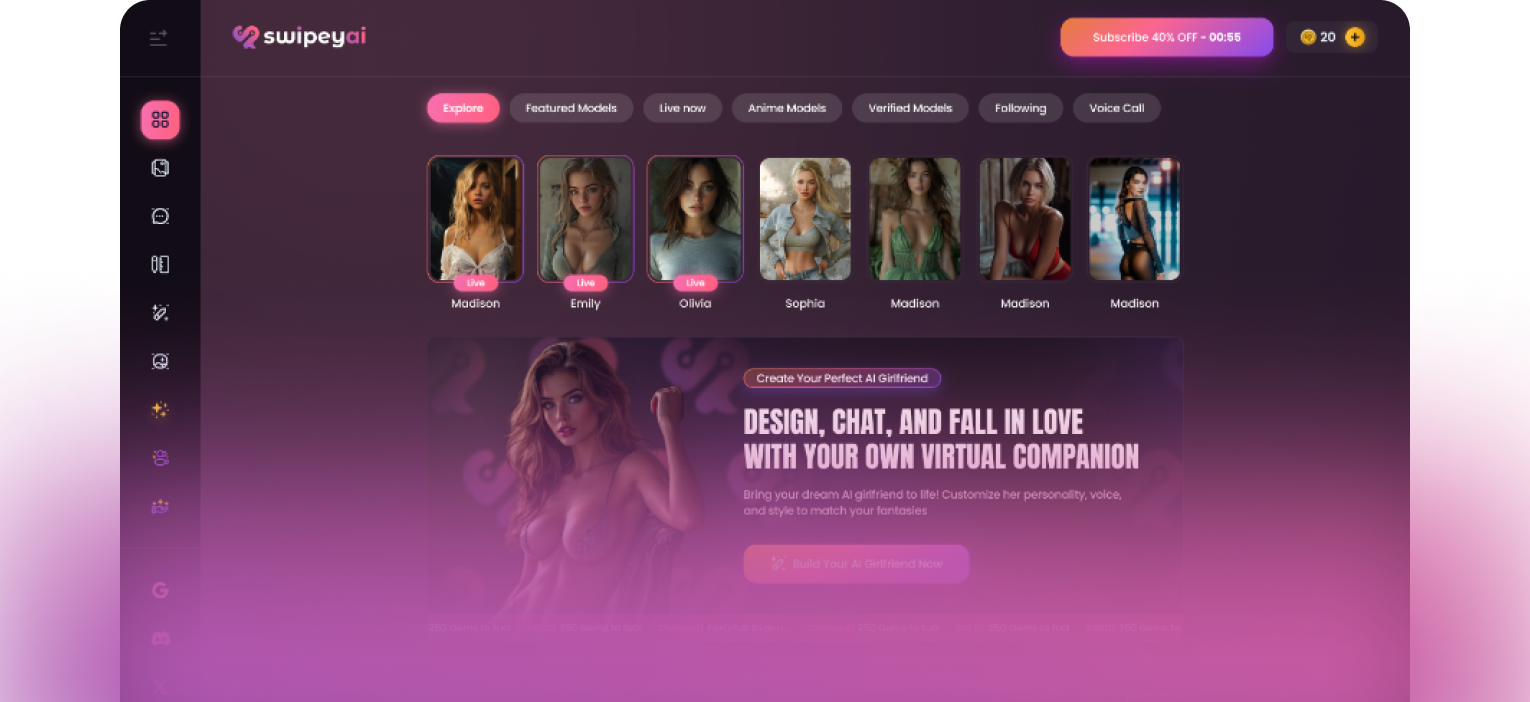 swipeyai
Subscribe 40% OFF - 00:55
20
Explore
Featured Models
Live now
Anime Models
Verified Models
Following
Voice Call
Live
Live
Live
Madison
Emily
Olivia
Sophia
Madison
Madison
Madison
Create Your Perfect AI Girlfriend
DESIGN, CHAT, AND FALL IN LOVE
WITH YOUR OWN VIRTUAL COMPANION
Bring your dream AI girlfriend to life! Customize her personality, voice,
and style to match your fantasies
Build Your AI Girlfriend Now